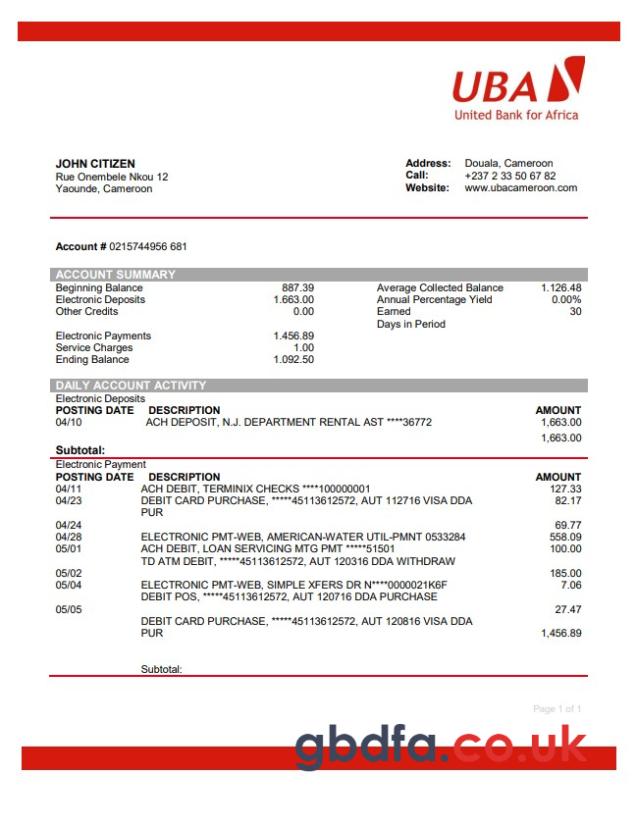 UBA
United Bank for Africa
JOHN CITIZEN
Rue Onembele Nkou 12
Yaounde, Cameroon
Address: Douala, Cameroon
Call: +237 2 33 50 67 82
Website: www.ubacameroon.com
Account # 0215744956 681
ACCOUNT SUMMARY
Beginning Balance 887.39 Average Collected Balance 1.126.48
Electronic Deposits 1.663.00 Annual Percentage Yield 0.00%
Other Credits 0.00 Earned 30
Days in Period
Electronic Payments 1.456.89
Service Charges 1.00
Ending Balance 1.092.50
DAILY ACCOUNT ACTIVITY
Electronic Deposits
POSTING DATE DESCRIPTION AMOUNT
04/10 ACH DEPOSIT, N.J. DEPARTMENT RENTAL AST ****36772 1,663.00
1,663.00
Subtotal:
Electronic Payment
POSTING DATE DESCRIPTION AMOUNT
04/11 ACH DEBIT, TERMINIX CHECKS ****100000001 127.33
04/23 DEBIT CARD PURCHASE, *****45113612572, AUT 112716 VISA DDA 82.17
PUR
04/24 69.77
04/28 ELECTRONIC PMT-WEB, AMERICAN-WATER UTIL-PMNT 0533284 558.09
05/01 ACH DEBIT, LOAN SERVICING MTG PMT *****51501 100.00
TD ATM DEBIT, *****45113612572, AUT 120316 DDA WITHDRAW
05/02 185.00
05/04 ELECTRONIC PMT-WEB, SIMPLE XFERS DR N****0000021K6F 7.06
DEBIT POS, *****45113612572, AUT 120716 DDA PURCHASE
05/05 27.47
DEBIT CARD PURCHASE, *****45113612572, AUT 120816 VISA DDA
PUR 1,456.89
Subtotal:
Page 1 of 1
gbdfa.co.uk